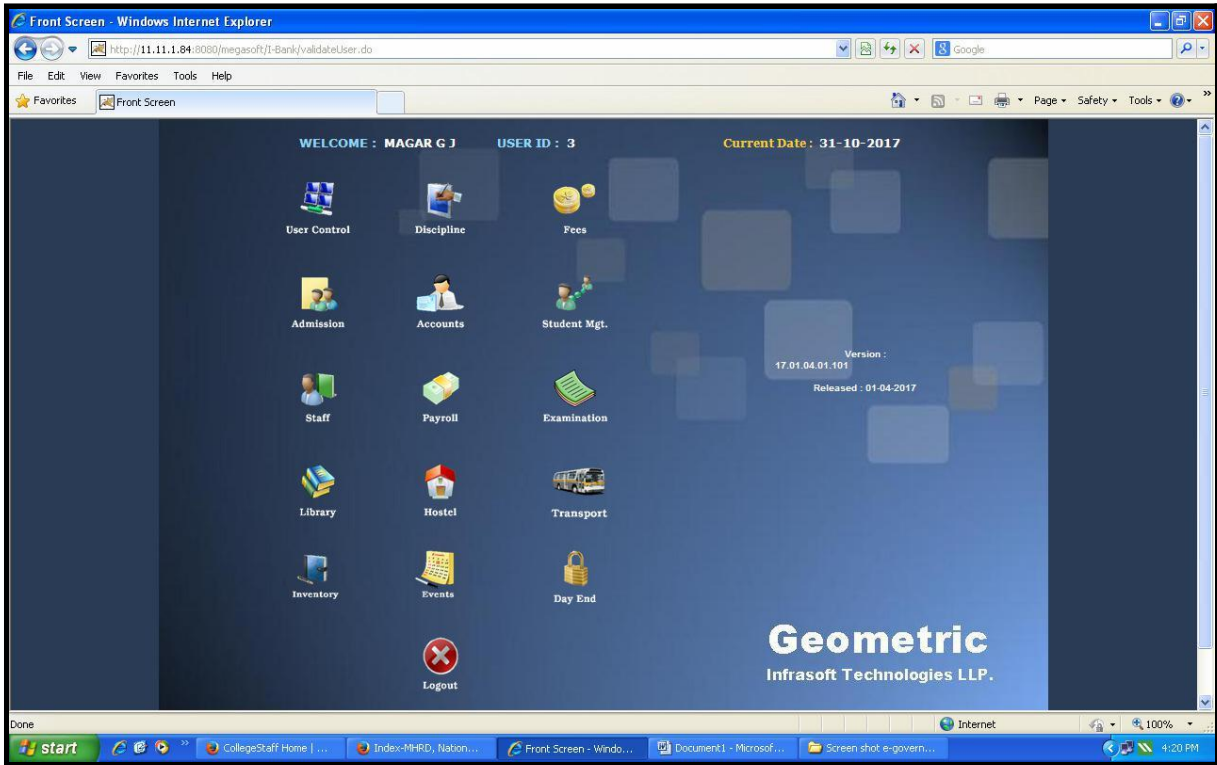 Front Screen - Windows Internet Explorer
http://11.11.1.84:8080/megasoft/I-Bank/validateUser.do
Google
File Edit View Favorites Tools Help
Favorites Front Screen Page Safety Tools
WELCOME : MAGAR G J USER ID : 3 Current Date : 31-10-2017
User Control Discipline Fees
Admission Accounts Student Mgt.
Version :
17.01.04.01.101
Released : 01-04-2017
Staff Payroll Examination
Library Hostel Transport
Inventory Events Day End
Geometric
Infrasoft Technologies LLP.
Logout
Done Internet 100%
start CollegeStaff Home | ... Index-MHRD, Nation... Front Screen - Windo... Document1 - Microsof... Screen shot e-govern... 4:20 PM